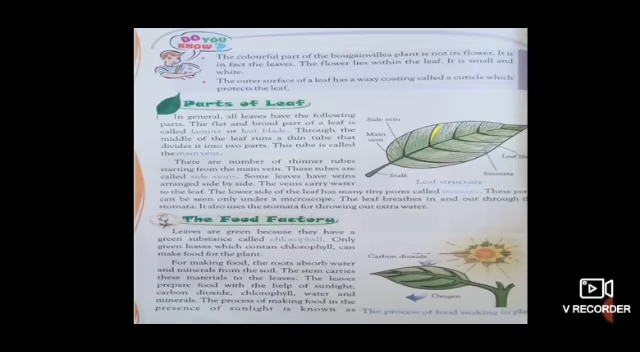 DO YOU
KNOW?
The colourful part of the bougainvillea plant is not its flower. It is
in fact the leaves. The flower lies within the leaf. It is small and
white.
The outer surface of a leaf has a waxy coating called a cuticle which
protects the leaf.
Parts of Leaf
In general, all leaves have the following
parts. The flat and broad part of a leaf is
called lamina or leaf blade. Through the
middle of the leaf runs a thin tube that
divides it into two parts. This tube is called
the main vein.
There are number of thinner tubes
starting from the main vein. These tubes are
called side veins. Some leaves have veins
arranged side by side. The veins carry water
to the leaf. The lower side of the leaf has many tiny pores called stomata. These
can be seen only under a microscope. The leaf breathes in and out through
stomata. It also uses the stomata for throwing out extra water.
Side vein
Main
vein
Stalk
Stomata
Leaf
Leaf structure
The Food Factory
Leaves are green because they have a
green substance called chlorophyll. Only
green leaves which contan chlorophyll, can
make food for the plant.
For making food, the roots absorb water
and minerals from the soil. The stem carries
these materials to the leaves. The leaves
prepare food with the help of sunlight,
carbon dioxide, chlorophyll, water and
minerals. The process of making food in the
presence of sunlight is known as
Carbon dioxide
Oxygen
The process of food making in
V RECORDER